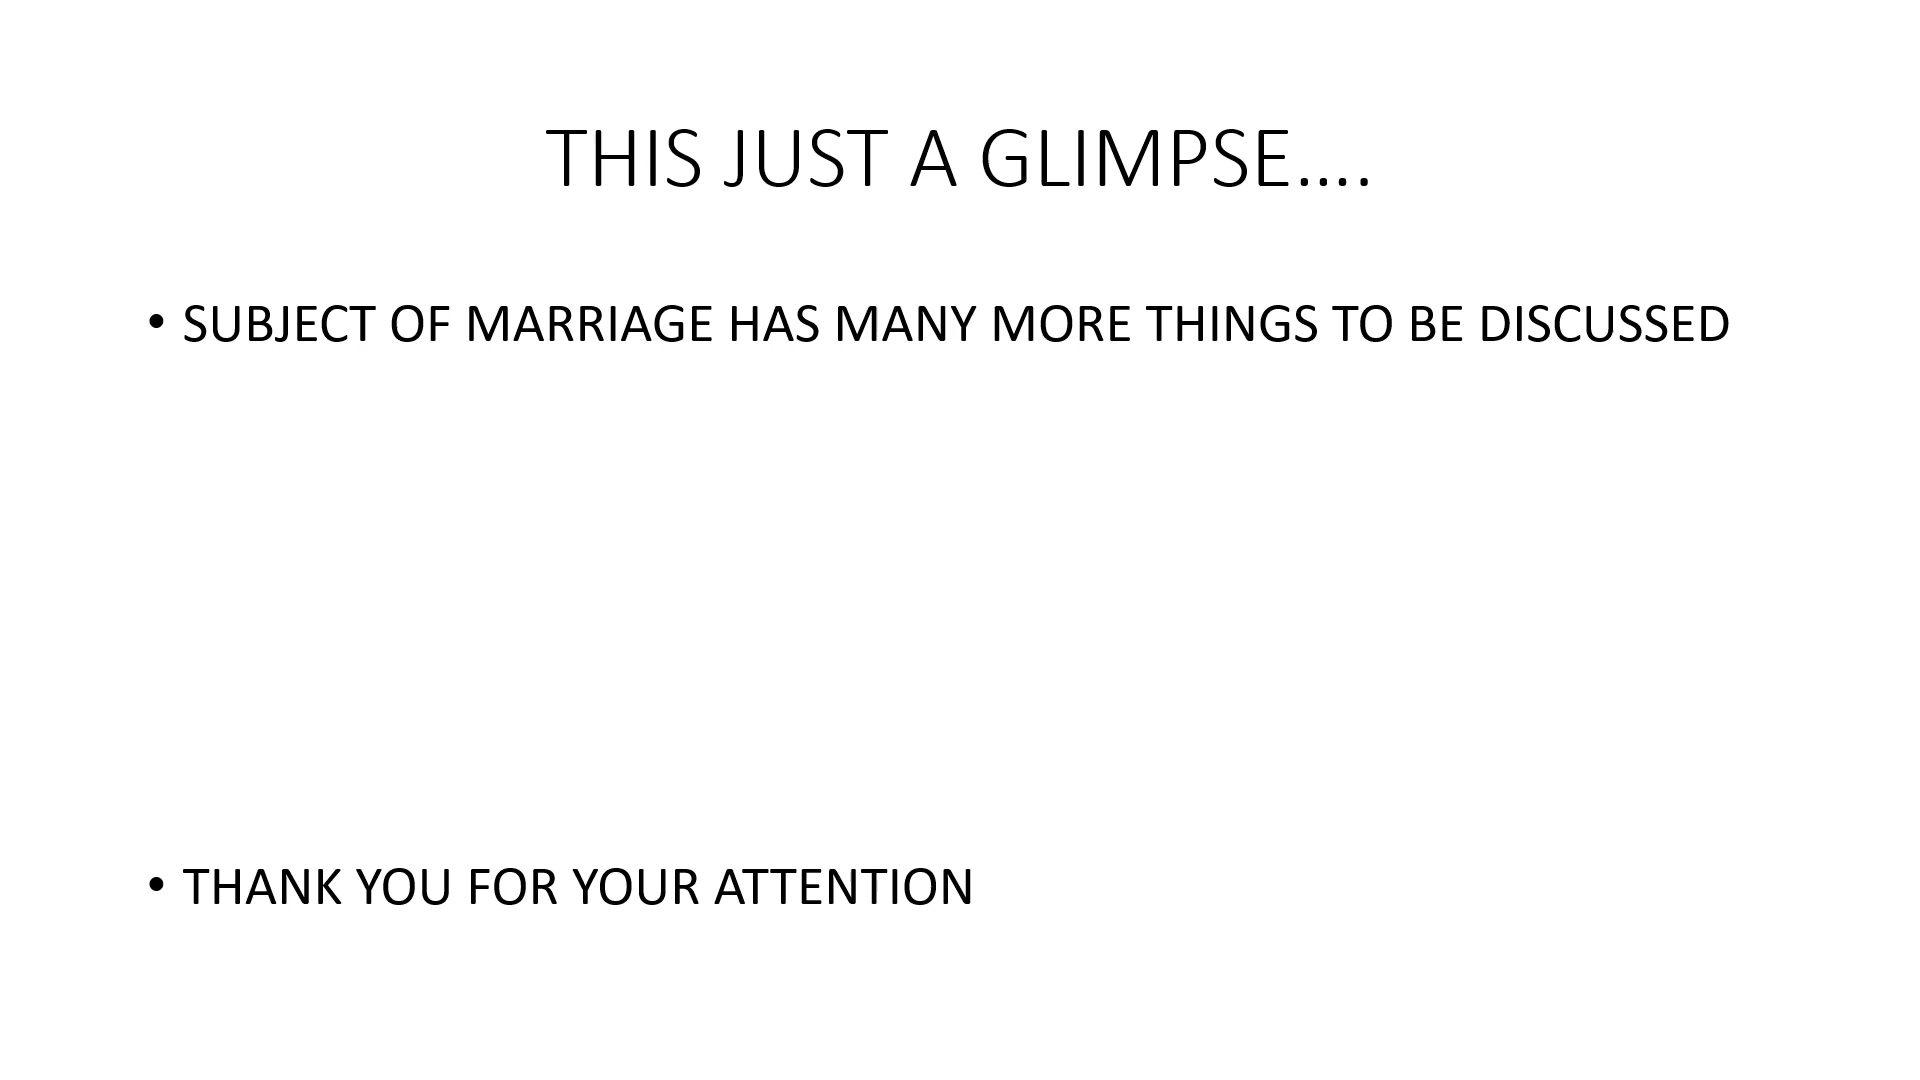 THIS JUST A GLIMPSE....
• SUBJECT OF MARRIAGE HAS MANY MORE THINGS TO BE DISCUSSED
• THANK YOU FOR YOUR ATTENTION